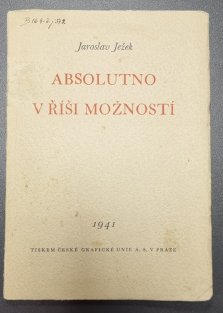 Jaroslav Ježek
ABSOLUTNO
V ŘÍŠI MOŽNOSTÍ
1941
TISKEM ČESKÉ GRAFICKÉ UNIE A. S. V PRAZE